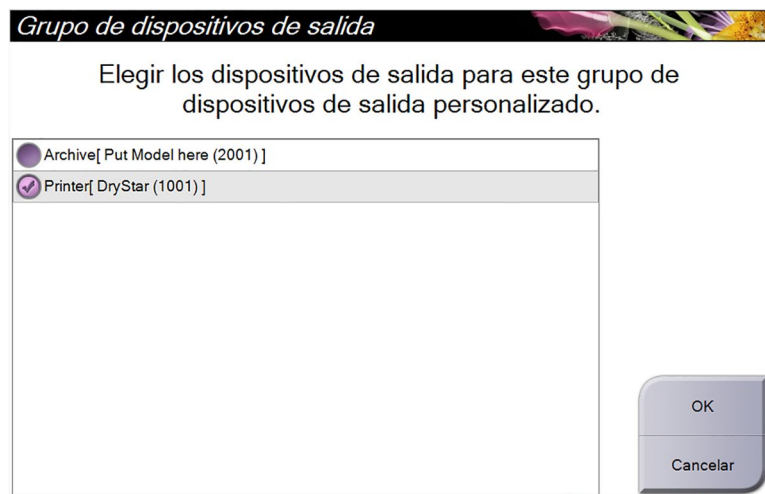 Grupo de dispositivos de salida
Elegir los dispositivos de salida para este grupo de
dispositivos de salida personalizado.
Archive[ Put Model here (2001) ]
Printer[ DryStar (1001) ]
OK
Cancelar